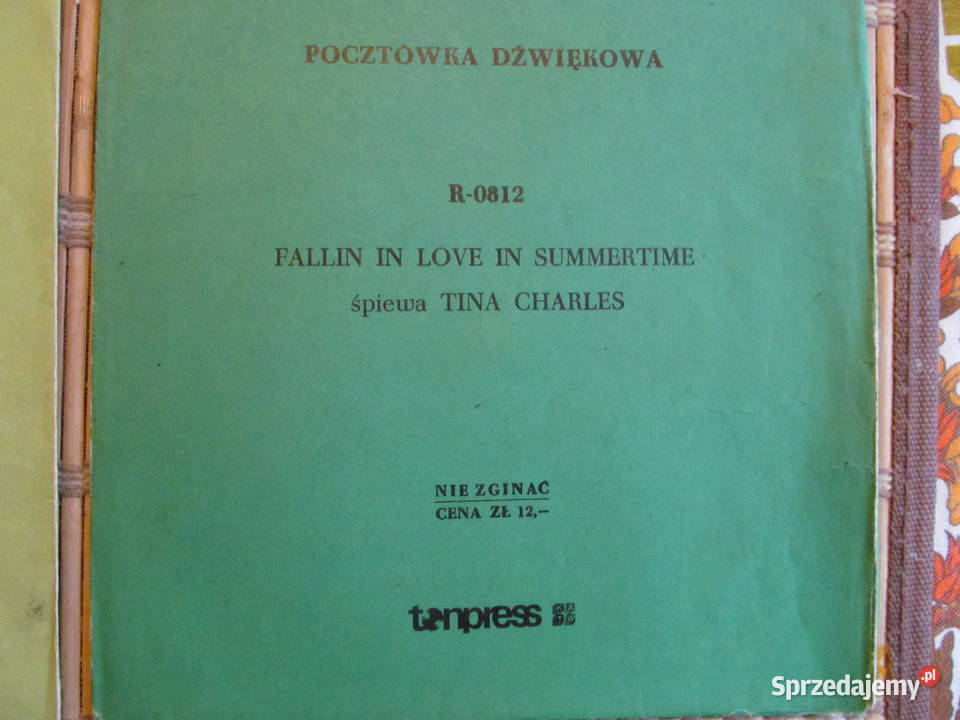 POCZTÓWKA DŹWIĘKOWA
R-0812
FALLIN IN LOVE IN SUMMERTIME
śpiewa TINA CHARLES
NIE ZGINAĆ
CENA ZŁ 12,—
tonpress KAW
Sprzedajemy.pl